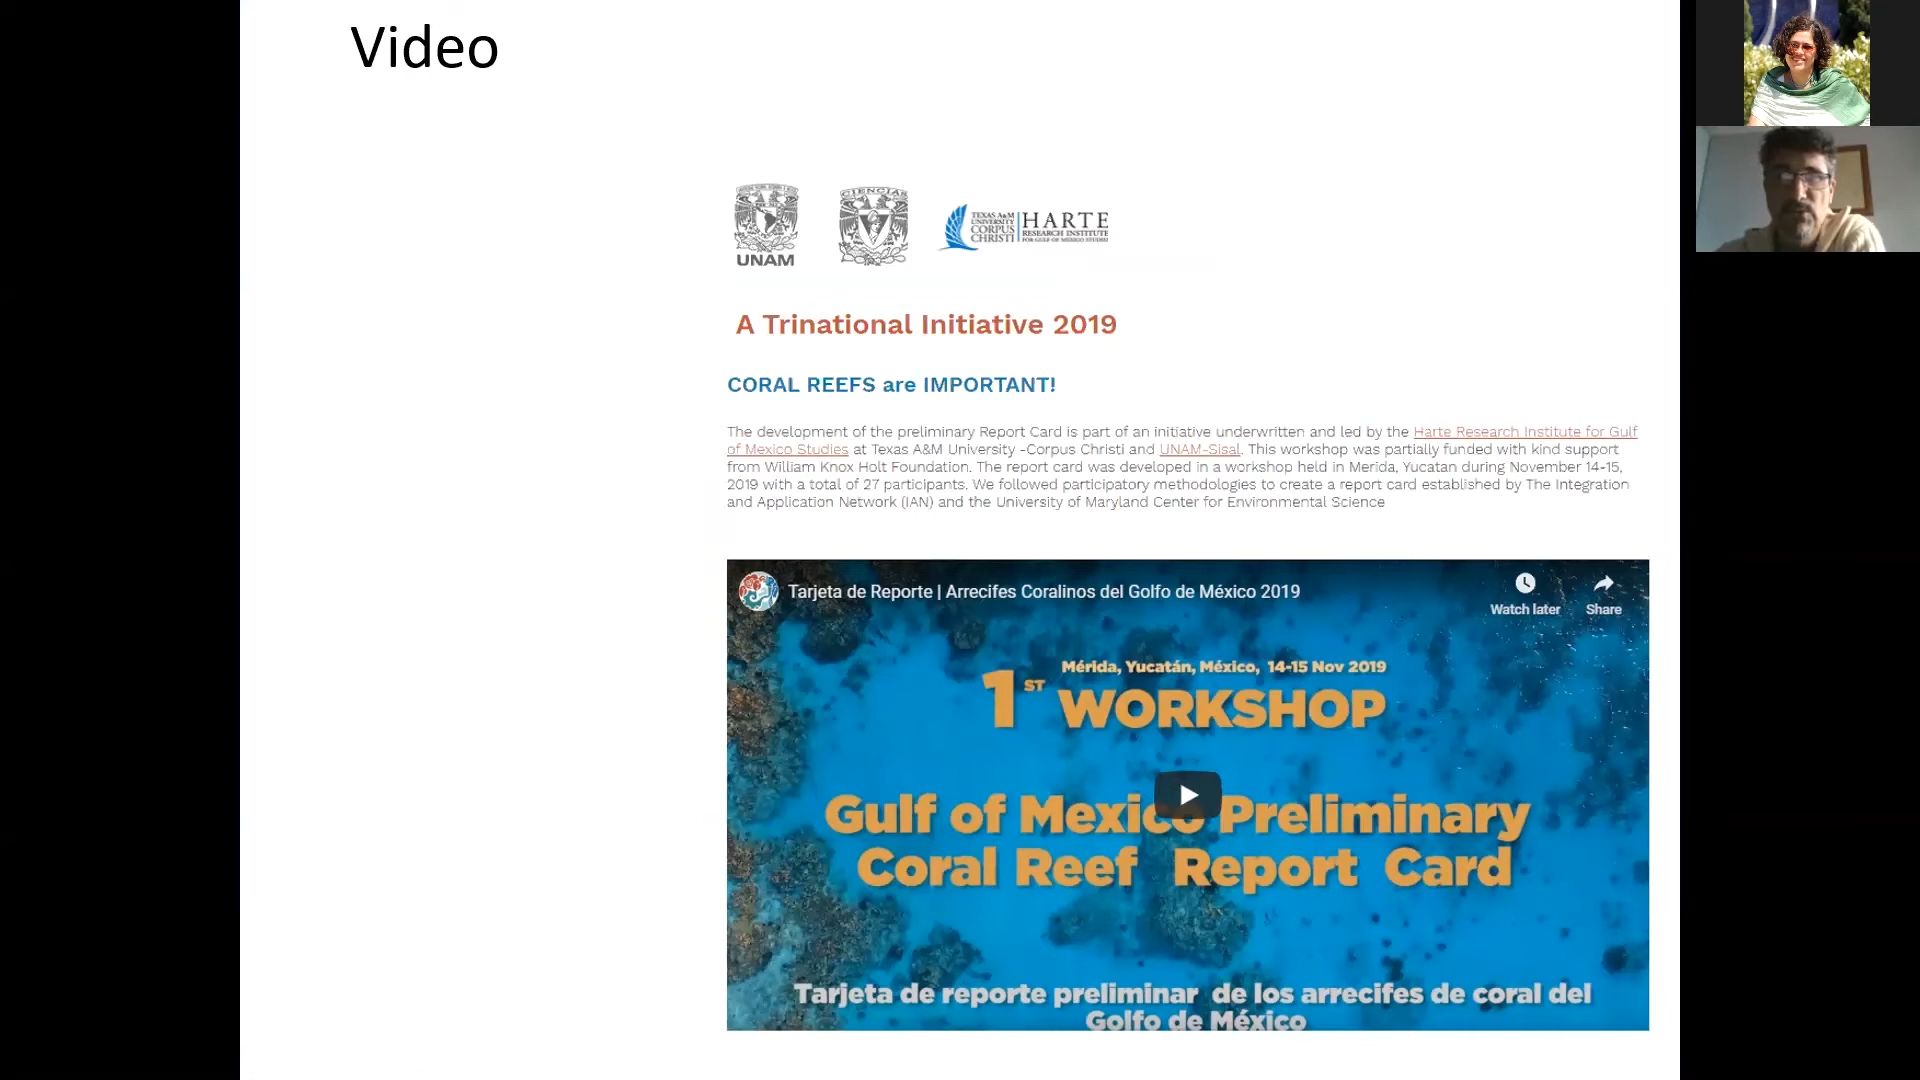 Video
UNAM
CIENCIAS
TEXAS A&M
UNIVERSITY
CORPUS
CHRISTI
HARTE
RESEARCH INSTITUTE
FOR GULF OF MEXICO STUDIES
A Trinational Initiative 2019
CORAL REEFS are IMPORTANT!
The development of the preliminary Report Card is part of an initiative underwritten and led by the Harte Research Institute for Gulf
of Mexico Studies at Texas A&M University -Corpus Christi and UNAM-Sisal. This workshop was partially funded with kind support
from William Knox Holt Foundation. The report card was developed in a workshop held in Merida, Yucatan during November 14-15,
2019 with a total of 27 participants. We followed participatory methodologies to create a report card established by The Integration
and Application Network (IAN) and the University of Maryland Center for Environmental Science
Tarjeta de Reporte | Arrecifes Coralinos del Golfo de México 2019
Watch later
Share
Mérida, Yucatán, México, 14-15 Nov 2019
1ST WORKSHOP
Gulf of Mexico Preliminary
Coral Reef Report Card
Tarjeta de reporte preliminar de los arrecifes de coral del
Golfo de México